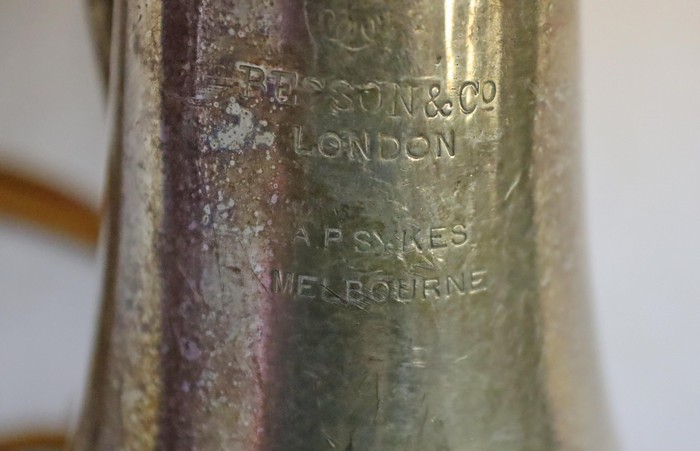 BESSON & Co
LONDON
A P SYKES
MELBOURNE